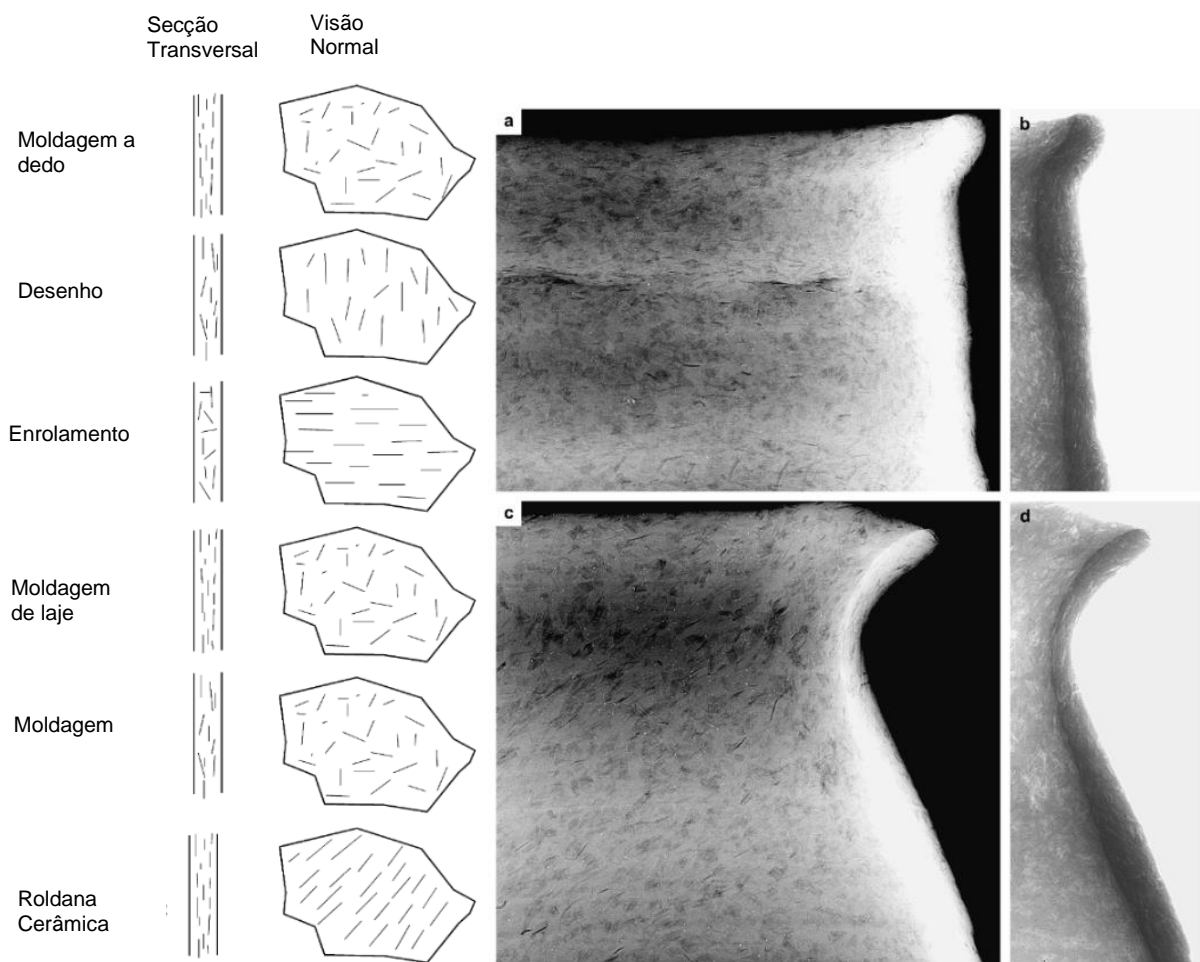 Secção
Transversal
Visão
Normal
Moldagem a
dedo
Desenho
Enrolamento
Moldagem
de laje
Moldagem
Roldana
Cerâmica
a
b
c
d